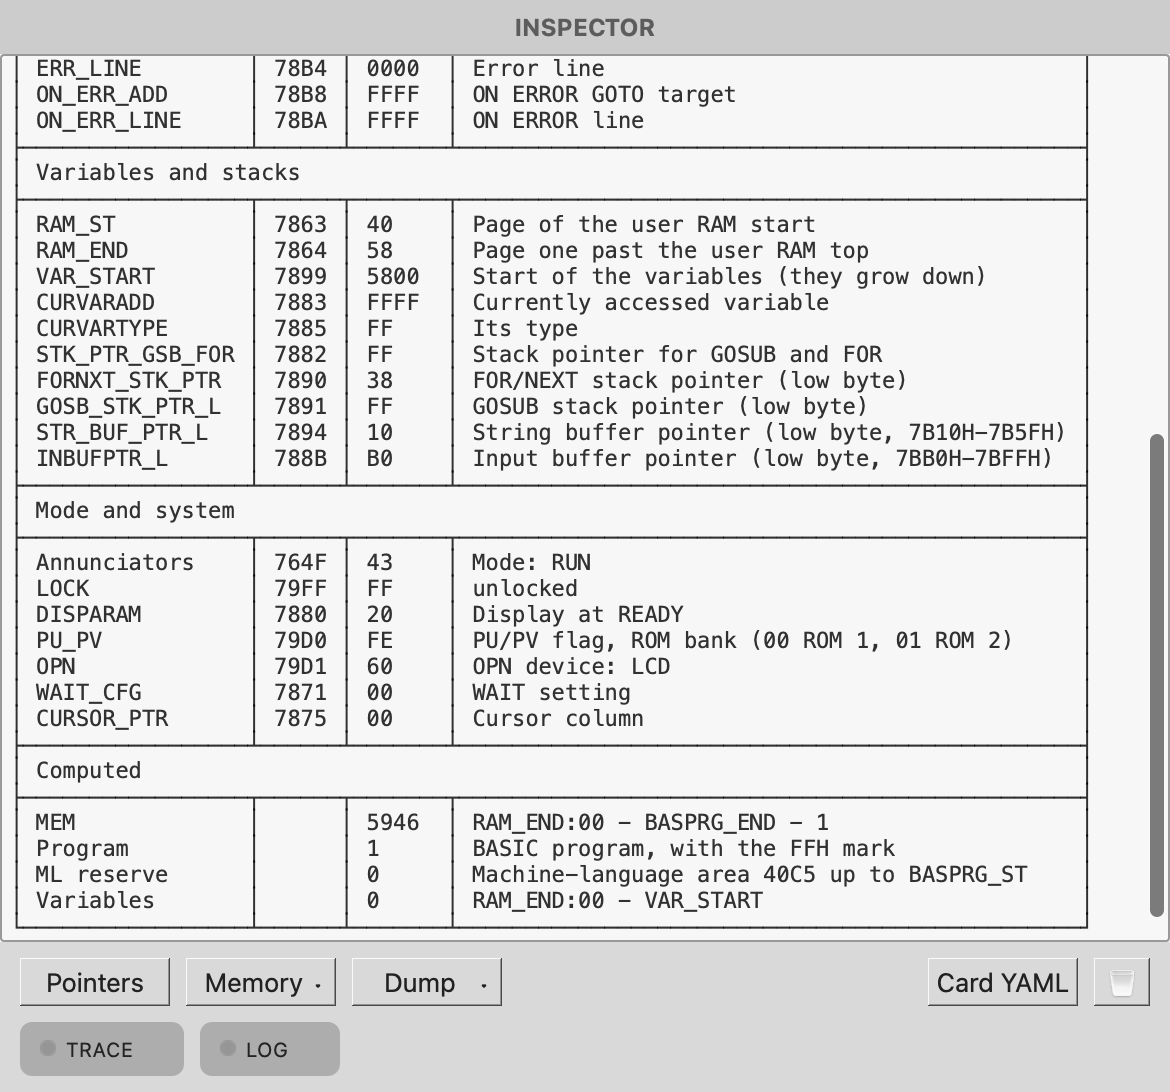 INSPECTOR
ERR_LINE 78B4 0000 Error line
ON_ERR_ADD 78B8 FFFF ON ERROR GOTO target
ON_ERR_LINE 78BA FFFF ON ERROR line
Variables and stacks
RAM_ST 7863 40 Page of the user RAM start
RAM_END 7864 58 Page one past the user RAM top
VAR_START 7899 5800 Start of the variables (they grow down)
CURVARADD 7883 FFFF Currently accessed variable
CURVARTYPE 7885 FF Its type
STK_PTR_GSB_FOR 7882 FF Stack pointer for GOSUB and FOR
FORNXT_STK_PTR 7890 38 FOR/NEXT stack pointer (low byte)
GOSB_STK_PTR_L 7891 FF GOSUB stack pointer (low byte)
STR_BUF_PTR_L 7894 10 String buffer pointer (low byte, 7B10H–7B5FH)
INBUFPTR_L 788B B0 Input buffer pointer (low byte, 7BB0H–7BFFH)
Mode and system
Annunciators 764F 43 Mode: RUN
LOCK 79FF FF unlocked
DISPARAM 7880 20 Display at READY
PU_PV 79D0 FE PU/PV flag, ROM bank (00 ROM 1, 01 ROM 2)
OPN 79D1 60 OPN device: LCD
WAIT_CFG 7871 00 WAIT setting
CURSOR_PTR 7875 00 Cursor column
Computed
MEM 5946 RAM_END:00 − BASPRG_END − 1
Program 1 BASIC program, with the FFH mark
ML reserve 0 Machine-language area 40C5 up to BASPRG_ST
Variables 0 RAM_END:00 − VAR_START
Pointers Memory Dump Card YAML
TRACE LOG